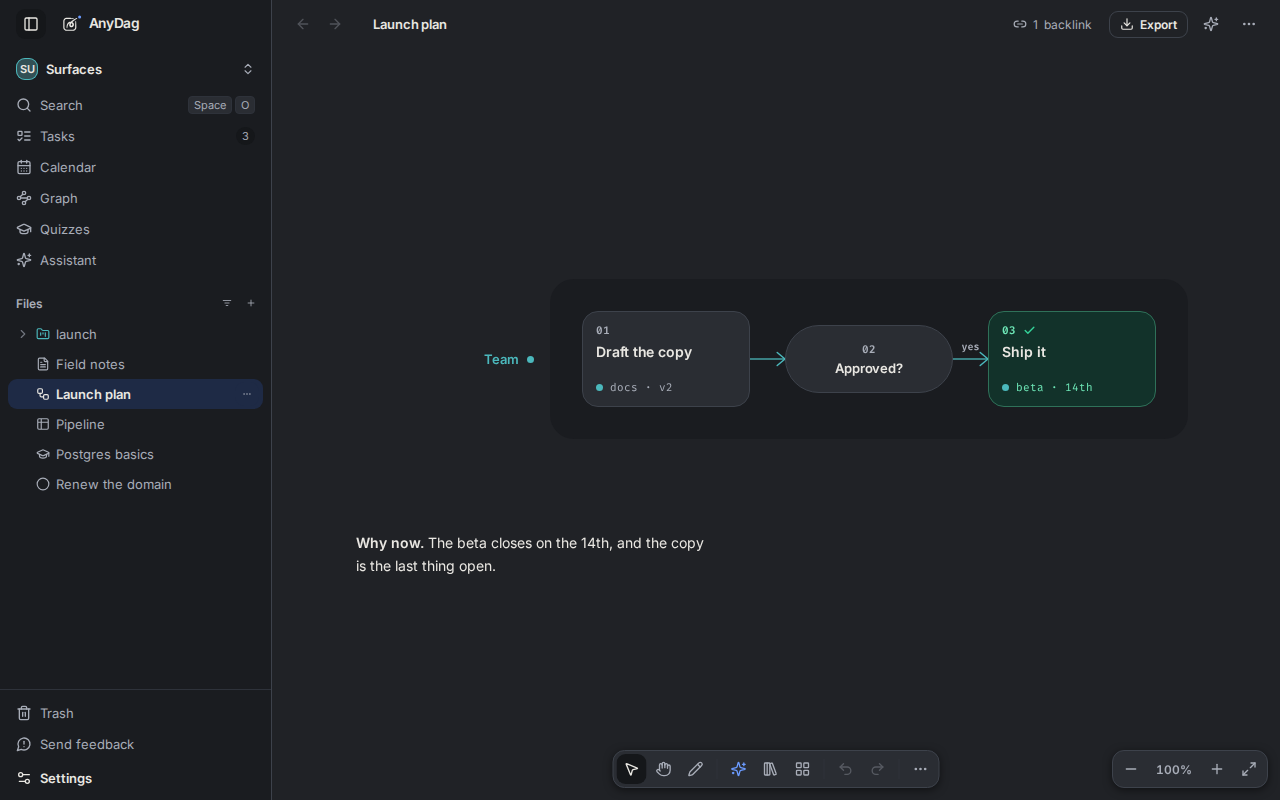 AnyDag
Launch plan
1 backlink
Export
SU Surfaces
Search Space O
Tasks 3
Calendar
Graph
Quizzes
Assistant
Files
launch
Field notes
Launch plan
Pipeline
Postgres basics
Renew the domain
Team
01
Draft the copy
docs · v2
02
Approved?
yes
03
Ship it
beta · 14th
Why now. The beta closes on the 14th, and the copy
is the last thing open.
Trash
Send feedback
Settings
100%